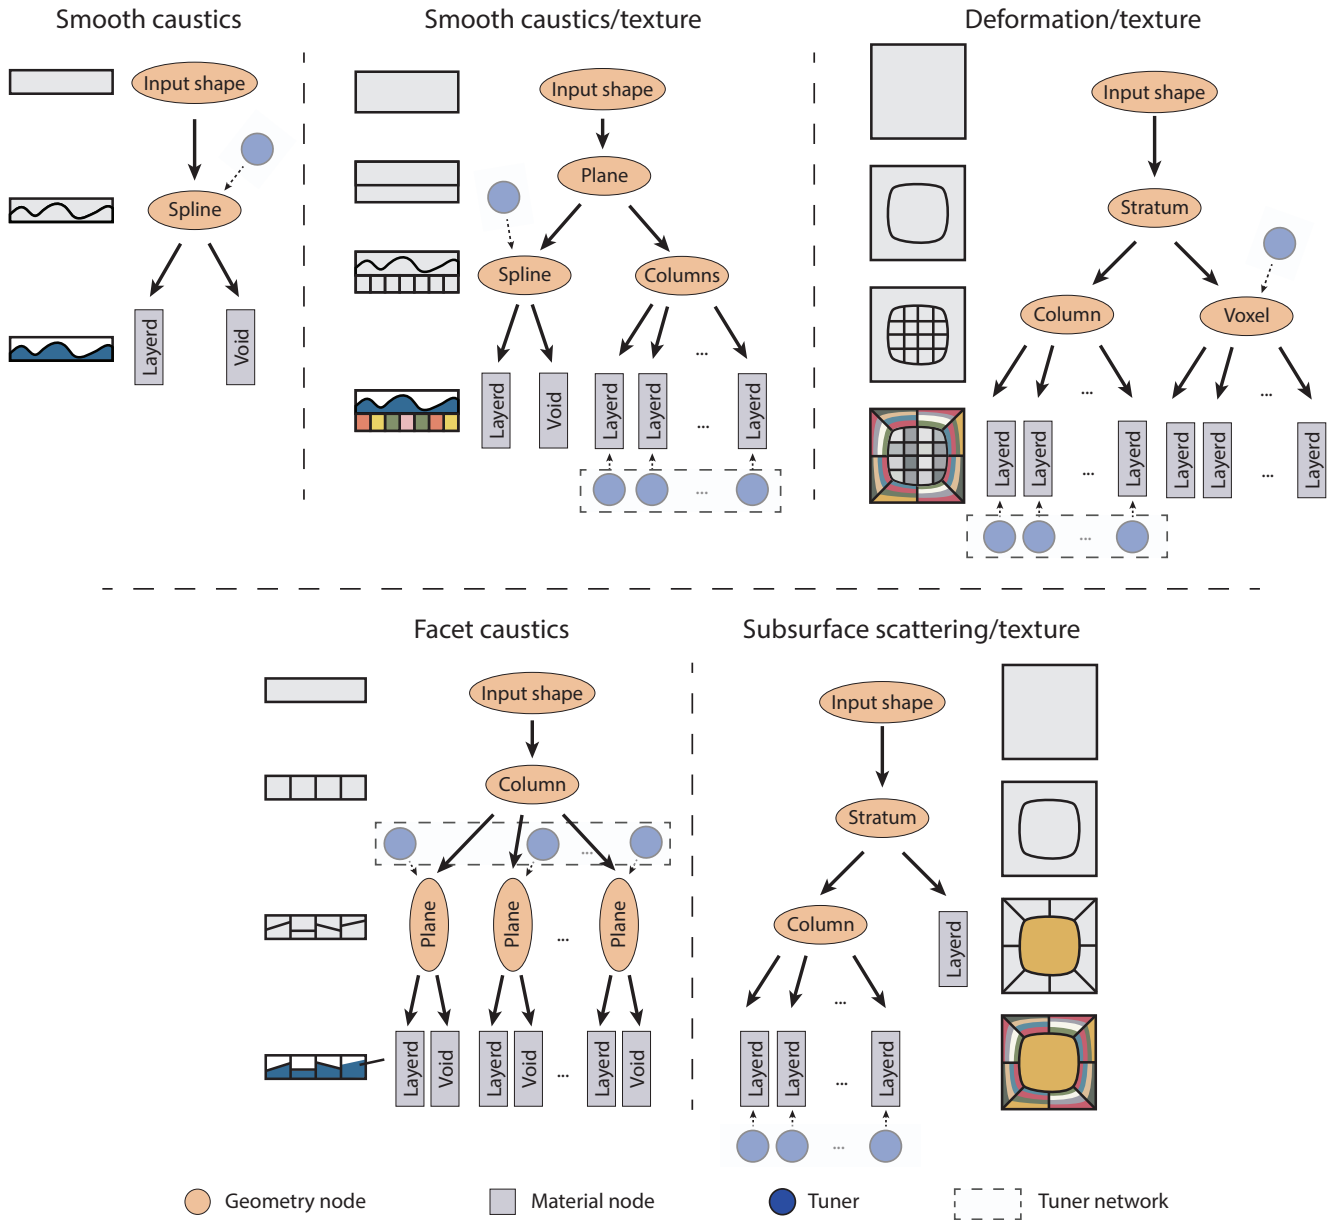 Smooth caustics
Input shape
Spline
Layerd
Void
Smooth caustics/texture
Input shape
Plane
Spline
Columns
...
Layerd
Void
Layerd
Layerd
...
Layerd
...
Deformation/texture
Input shape
Stratum
Column
Voxel
...
...
Layerd
Layerd
...
Layerd
Layerd
Layerd
...
Layerd
...
Facet caustics
Input shape
Column
...
Plane
Plane
...
Plane
Layerd
Void
Layerd
Void
...
Layerd
Void
Subsurface scattering/texture
Input shape
Stratum
Column
Layerd
...
Layerd
Layerd
...
Layerd
...
Geometry node
Material node
Tuner
Tuner network